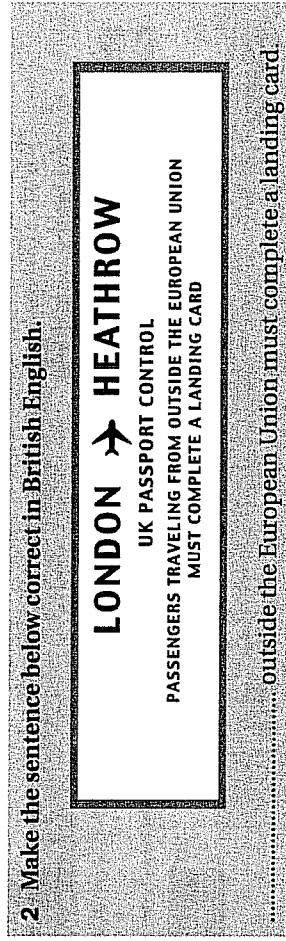 2 Make the sentence below correct in British English.
LONDON ✈ HEATHROW
UK PASSPORT CONTROL
PASSENGERS TRAVELING FROM OUTSIDE THE EUROPEAN UNION
MUST COMPLETE A LANDING CARD
.............................. outside the European Union must complete a landing card.